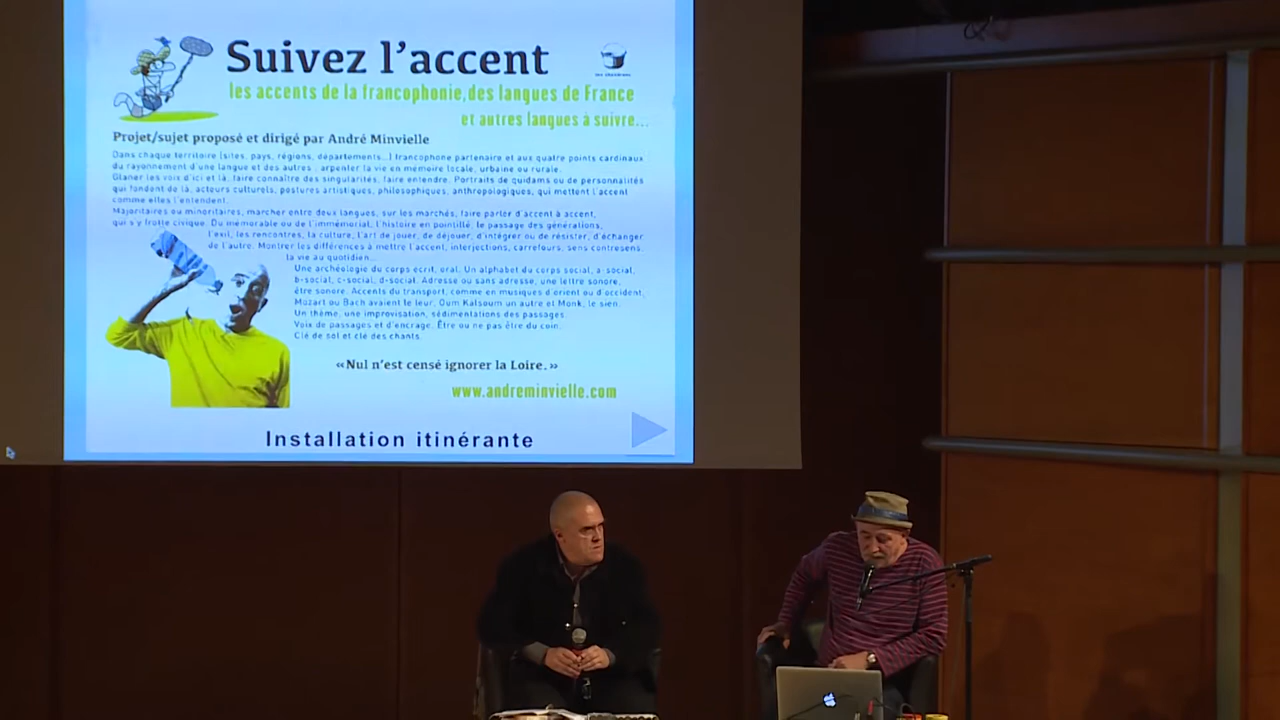 Suivez l'accent
les accents de la francophonie, des langues de France
et autres langues à suivre...
Projet/sujet proposé et dirigé par André Minvielle
Dans chaque territoire (sites, pays, régions, départements...) francophone partenaire et aux quatre points cardinaux
du rayonnement d'une langue et des autres : arpenter la vie en mémoire locale, urbaine ou rurale.
Glaner les voix d'ici et là, faire connaître des singularités, faire entendre. Portraits de quidams ou de personnalités
qui fondent de là, acteurs culturels, postures artistiques, philosophiques, anthropologiques, qui mettent l'accent
comme elles l'entendent.
Majoritaires ou minoritaires, marcher entre deux langues, sur les marchés, faire parler d'accent à accent,
qui s'y frotte civique. Du mémorable ou de l'immémorial, l'histoire en pointillé, le passage des générations,
l'exil, les rencontres, la culture, l'art de jouer, de déjouer, d'intégrer ou de résister, d'échanger
de l'autre. Montrer les différences à mettre l'accent, interjections, carrefours, sens contresens,
la vie au quotidien...
Une archéologie du corps écrit, oral. Un alphabet du corps social, a-social,
b-social, c-social, d-social. Adresse ou sans adresse, une lettre sonore,
être sonore. Accents du transport, comme en musiques d'orient ou d'occident,
Mozart ou Bach avaient le leur, Oum Kalsoum un autre et Monk, le sien.
Un thème, une improvisation, sédimentations des passages.
Voix de passages et d'encrage. Être ou ne pas être du coin.
Clé de sol et clé des chants.
«Nul n'est censé ignorer la Loire.»
www.andreminvielle.com
Installation itinérante